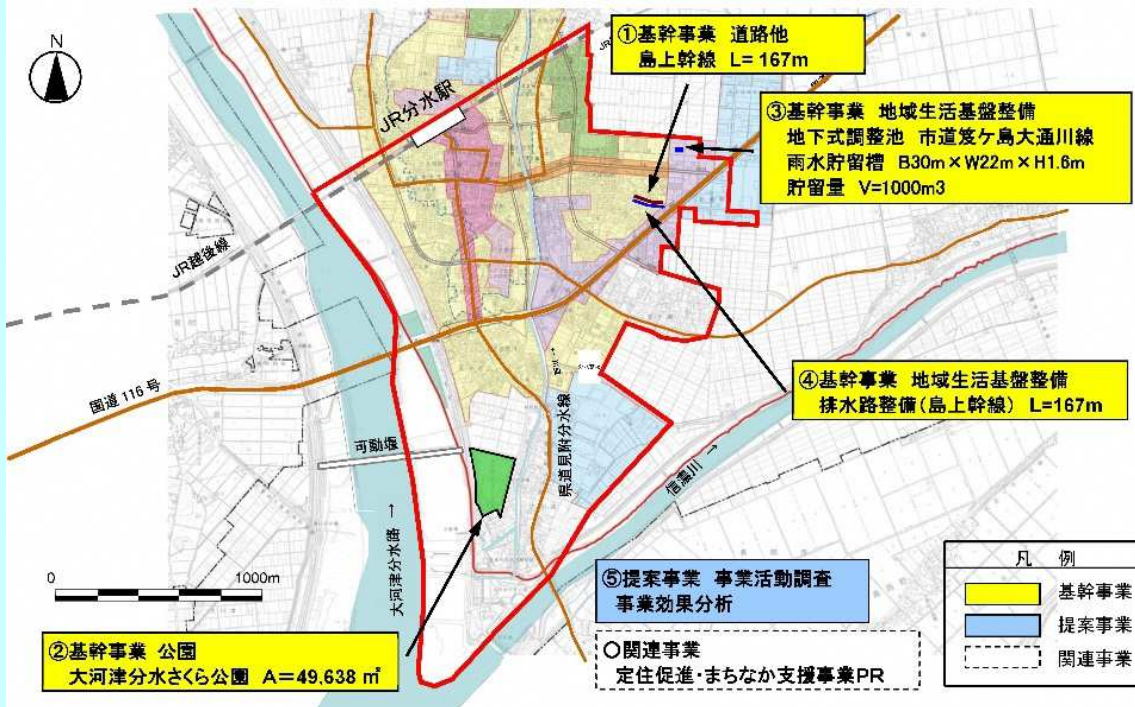 N
①基幹事業 道路他
島上幹線 L= 167m
JR分水駅
③基幹事業 地域生活基盤整備
地下式調整池 市道笈ケ島大通川線
雨水貯留槽 B30m×W22m×H1.6m
貯留量 V=1000m3
JR越後線
国道116号
④基幹事業 地域生活基盤整備
排水路整備(島上幹線) L=167m
可動堰
県道見附分水線
信濃川 →
大河津分水路 →
0 1000m
②基幹事業 公園
大河津分水さくら公園 A=49,638 ㎡
⑤提案事業 事業活動調査
事業効果分析
〇関連事業
定住促進・まちなか支援事業PR
凡 例
基幹事業
提案事業
関連事業